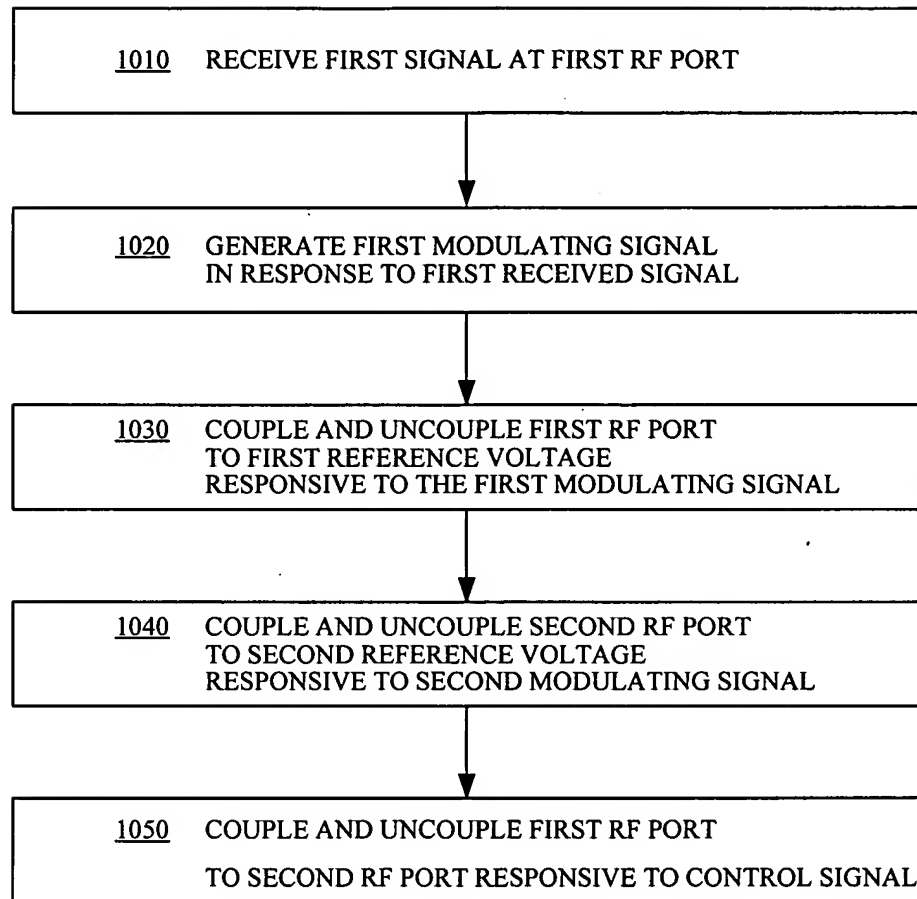 1010 RECEIVE FIRST SIGNAL AT FIRST RF PORT
1020 GENERATE FIRST MODULATING SIGNAL
IN RESPONSE TO FIRST RECEIVED SIGNAL
1030 COUPLE AND UNCOUPLE FIRST RF PORT
TO FIRST REFERENCE VOLTAGE
RESPONSIVE TO THE FIRST MODULATING SIGNAL
1040 COUPLE AND UNCOUPLE SECOND RF PORT
TO SECOND REFERENCE VOLTAGE
RESPONSIVE TO SECOND MODULATING SIGNAL
1050 COUPLE AND UNCOUPLE FIRST RF PORT
TO SECOND RF PORT RESPONSIVE TO CONTROL SIGNAL